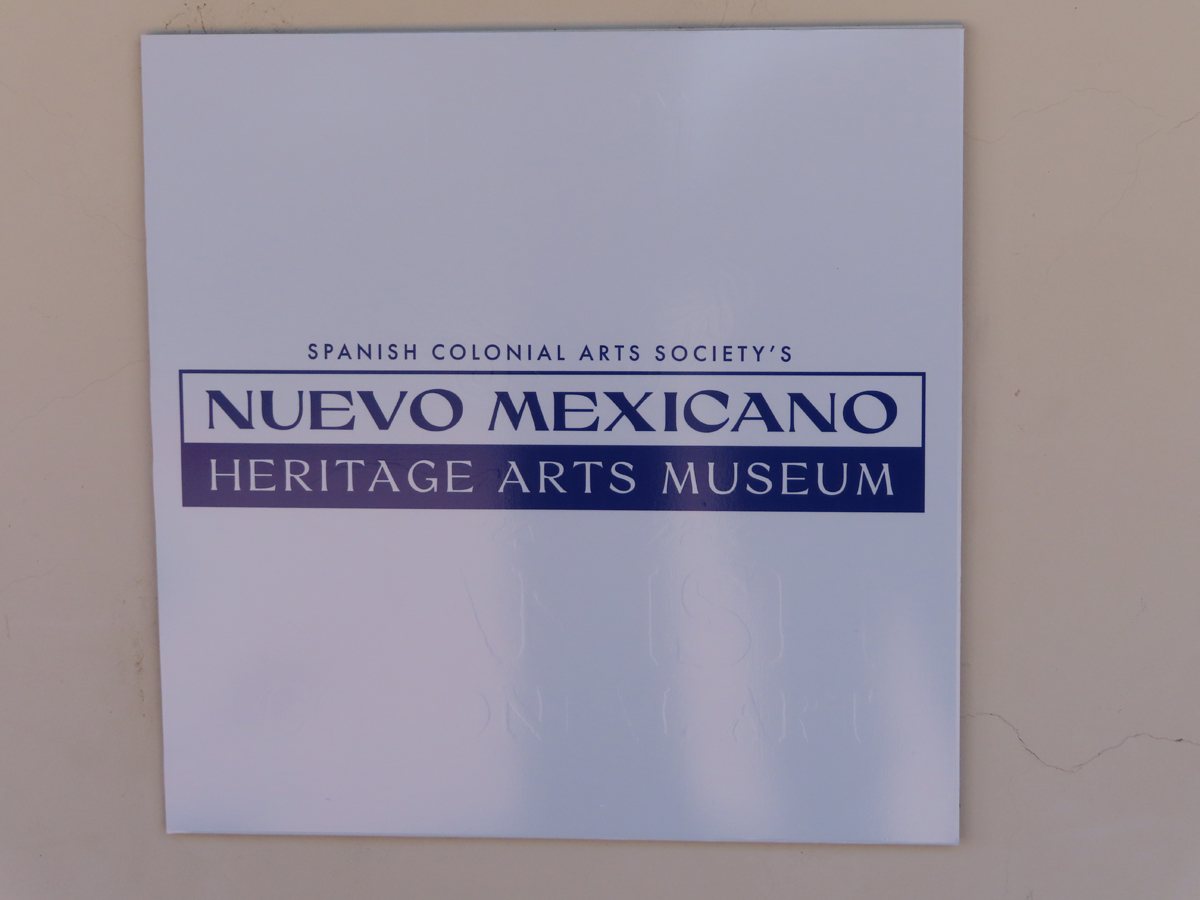 SPANISH COLONIAL ARTS SOCIETY'S
NUEVO MEXICANO
HERITAGE ARTS MUSEUM